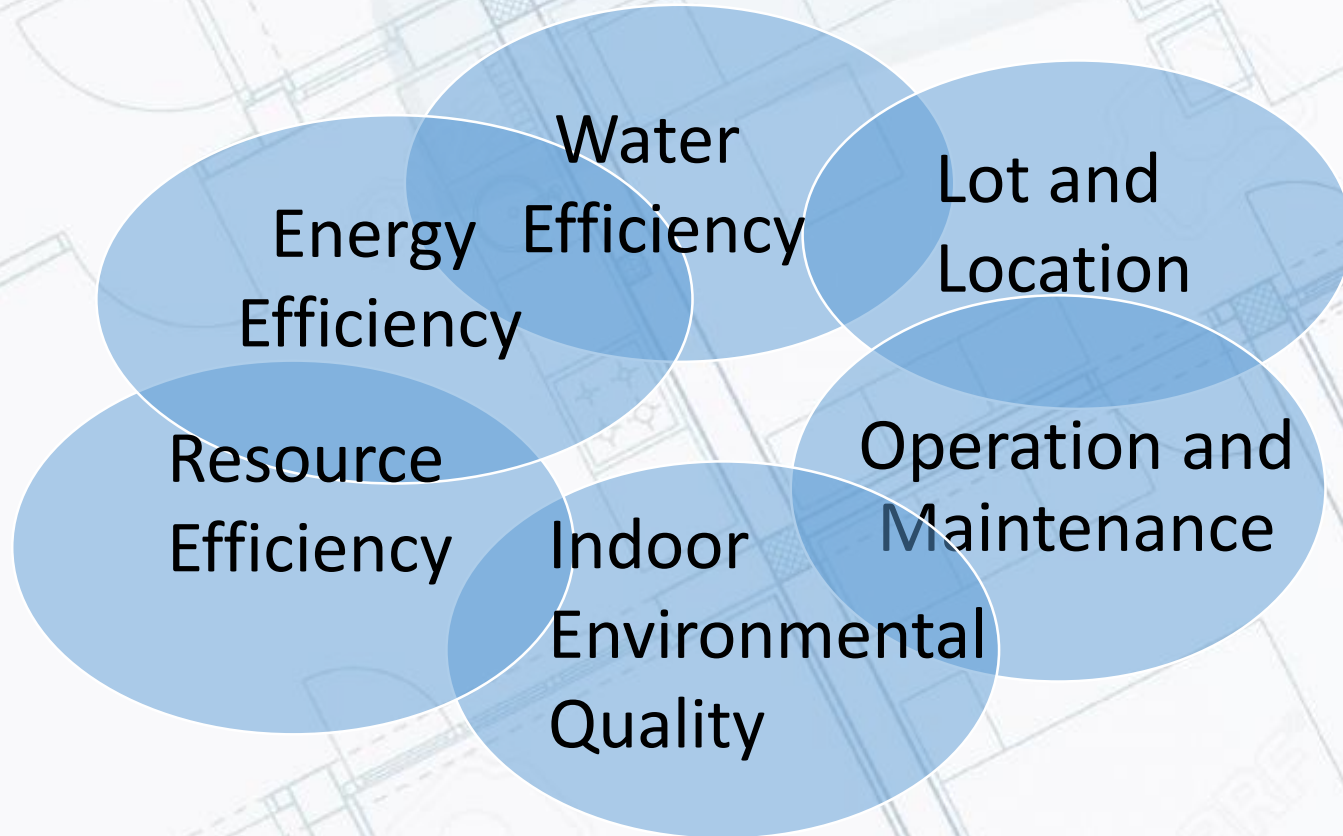 Water
Efficiency
Lot and
Location
Energy
Efficiency
Operation and
Maintenance
Resource
Efficiency
Indoor
Environmental
Quality